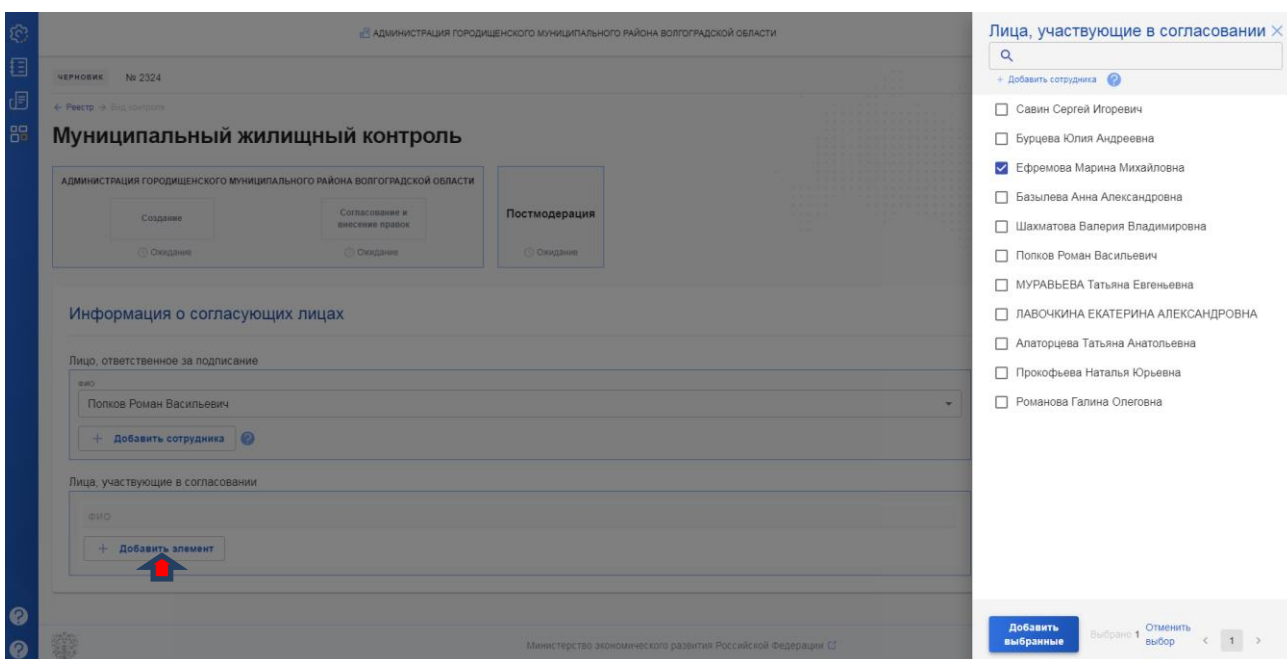 АДМИНИСТРАЦИЯ ГОРОДИЩЕНСКОГО МУНИЦИПАЛЬНОГО РАЙОНА ВОЛГОГРАДСКОЙ ОБЛАСТИ
ЧЕРНОВИК № 2324
← Реестр → Вид контроля
Муниципальный жилищный контроль
АДМИНИСТРАЦИЯ ГОРОДИЩЕНСКОГО МУНИЦИПАЛЬНОГО РАЙОНА ВОЛГОГРАДСКОЙ ОБЛАСТИ
Создание
Ожидание
Согласование и
внесение правок
Ожидание
Постмодерация
Ожидание
Информация о согласующих лицах
Лицо, ответственное за подписание
ФИО
Попков Роман Васильевич
+ Добавить сотрудника ?
Лица, участвующие в согласовании
ФИО
+ Добавить элемент
Министерство экономического развития Российской Федерации
Лица, участвующие в согласовании ×
+ Добавить сотрудника ?
Савин Сергей Игоревич
Бурцева Юлия Андреевна
Ефремова Марина Михайловна
Базылева Анна Александровна
Шахматова Валерия Владимировна
Попков Роман Васильевич
МУРАВЬЕВА Татьяна Евгеньевна
ЛАВОЧКИНА ЕКАТЕРИНА АЛЕКСАНДРОВНА
Алаторцева Татьяна Анатольевна
Прокофьева Наталья Юрьевна
Романова Галина Олеговна
Добавить
выбранные
Выбрано 1
Отменить
выбор
< 1 >